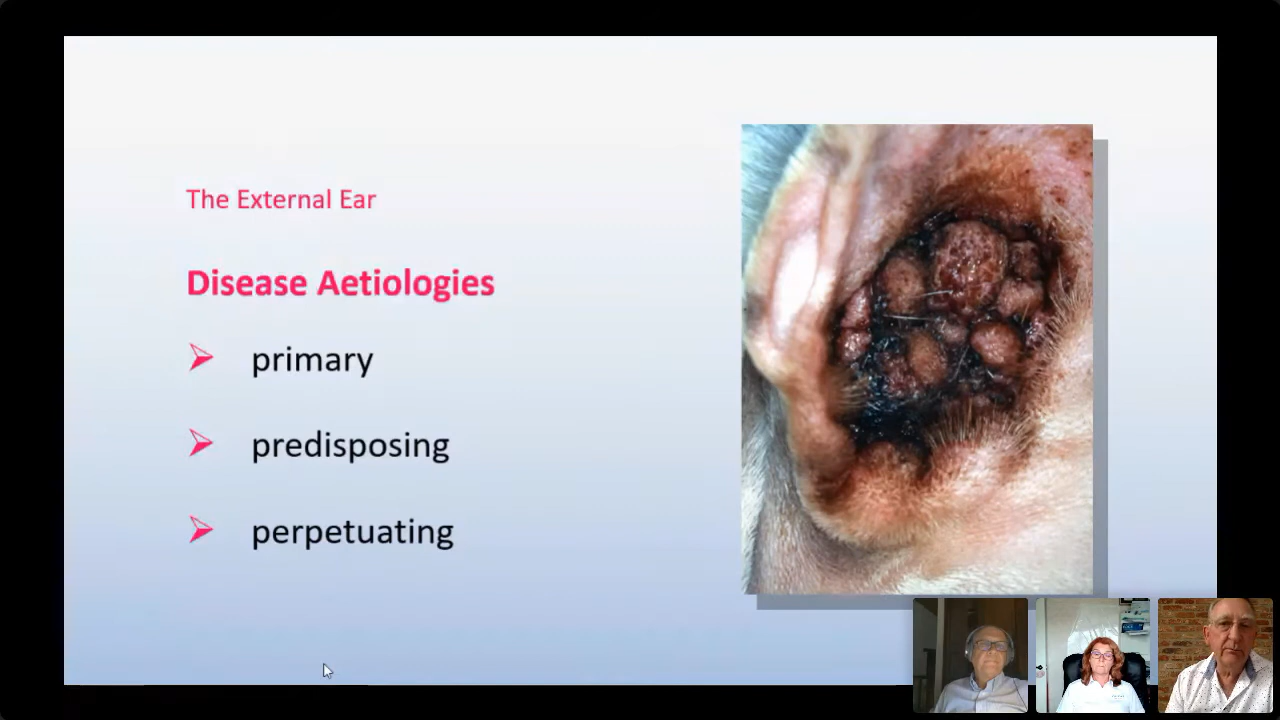 The External Ear
Disease Aetiologies
primary
predisposing
perpetuating